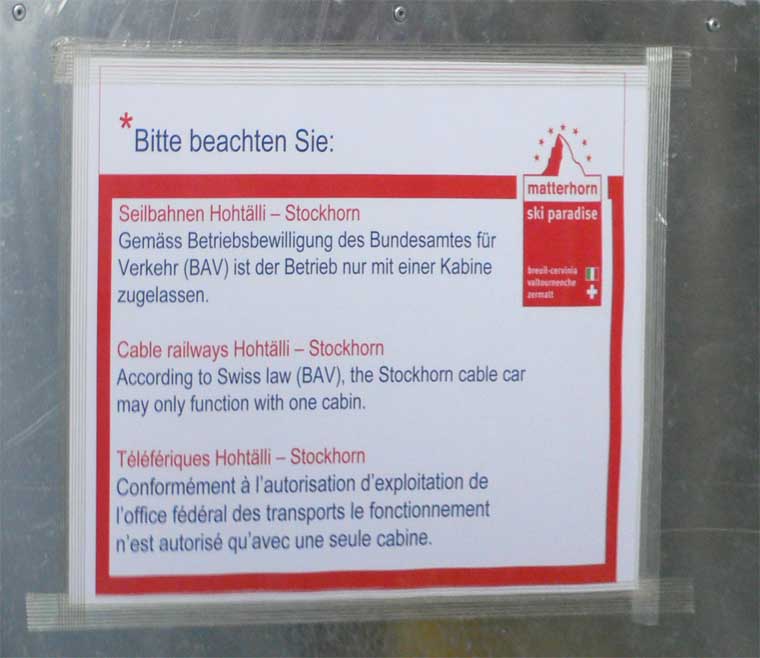 *Bitte beachten Sie:
matterhorn
ski paradise
breuil-cervinia
valtournenche
zermatt
Seilbahnen Hohtälli – Stockhorn
Gemäss Betriebsbewilligung des Bundesamtes für
Verkehr (BAV) ist der Betrieb nur mit einer Kabine
zugelassen.
Cable railways Hohtälli – Stockhorn
According to Swiss law (BAV), the Stockhorn cable car
may only function with one cabin.
Téléfériques Hohtälli – Stockhorn
Conformément à l'autorisation d'exploitation de
l'office fédéral des transports le fonctionnement
n'est autorisé qu'avec une seule cabine.